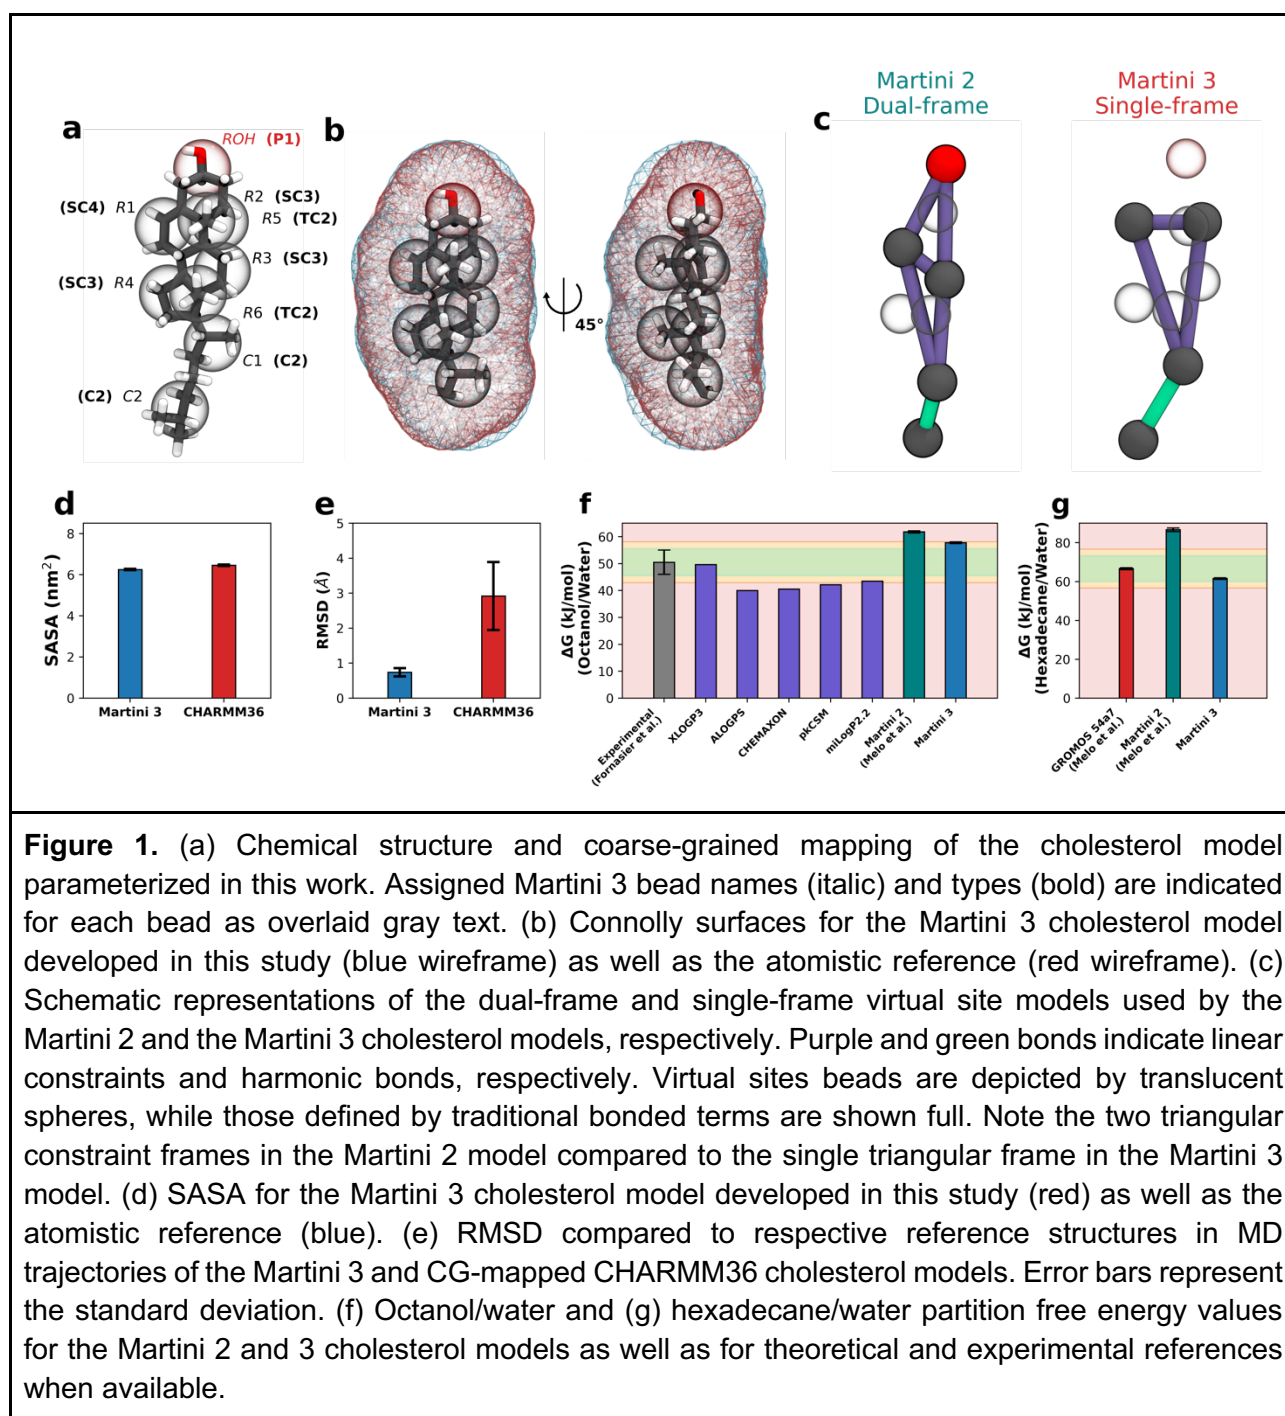 Martini 2
Dual-frame
Martini 3
Single-frame
a
ROH (P1)
(SC4) R1
R2 (SC3)
R5 (TC2)
R3 (SC3)
(SC3) R4
R6 (TC2)
C1 (C2)
(C2) C2
b
45°
c
d
SASA (nm²)
8
6
4
2
0
Martini 3
CHARMM36
e
RMSD (Å)
5
4
3
2
1
0
Martini 3
CHARMM36
f
ΔG (kJ/mol)
(Octanol/Water)
60
50
40
30
20
10
0
Experimental
(Fornasier et al.)
XLOGP3
ALOGPS
CHEMAXON
pkCSM
miLogP2.2
Martini 2
(Melo et al.)
Martini 3
g
ΔG (kJ/mol)
(Hexadecane/Water)
80
60
40
20
0
GROMOS 54a7
(Melo et al.)
Martini 2
(Melo et al.)
Martini 3
Figure 1. (a) Chemical structure and coarse-grained mapping of the cholesterol model
parameterized in this work. Assigned Martini 3 bead names (italic) and types (bold) are indicated
for each bead as overlaid gray text. (b) Connolly surfaces for the Martini 3 cholesterol model
developed in this study (blue wireframe) as well as the atomistic reference (red wireframe). (c)
Schematic representations of the dual-frame and single-frame virtual site models used by the
Martini 2 and the Martini 3 cholesterol models, respectively. Purple and green bonds indicate linear
constraints and harmonic bonds, respectively. Virtual sites beads are depicted by translucent
spheres, while those defined by traditional bonded terms are shown full. Note the two triangular
constraint frames in the Martini 2 model compared to the single triangular frame in the Martini 3
model. (d) SASA for the Martini 3 cholesterol model developed in this study (red) as well as the
atomistic reference (blue). (e) RMSD compared to respective reference structures in MD
trajectories of the Martini 3 and CG-mapped CHARMM36 cholesterol models. Error bars represent
the standard deviation. (f) Octanol/water and (g) hexadecane/water partition free energy values
for the Martini 2 and 3 cholesterol models as well as for theoretical and experimental references
when available.